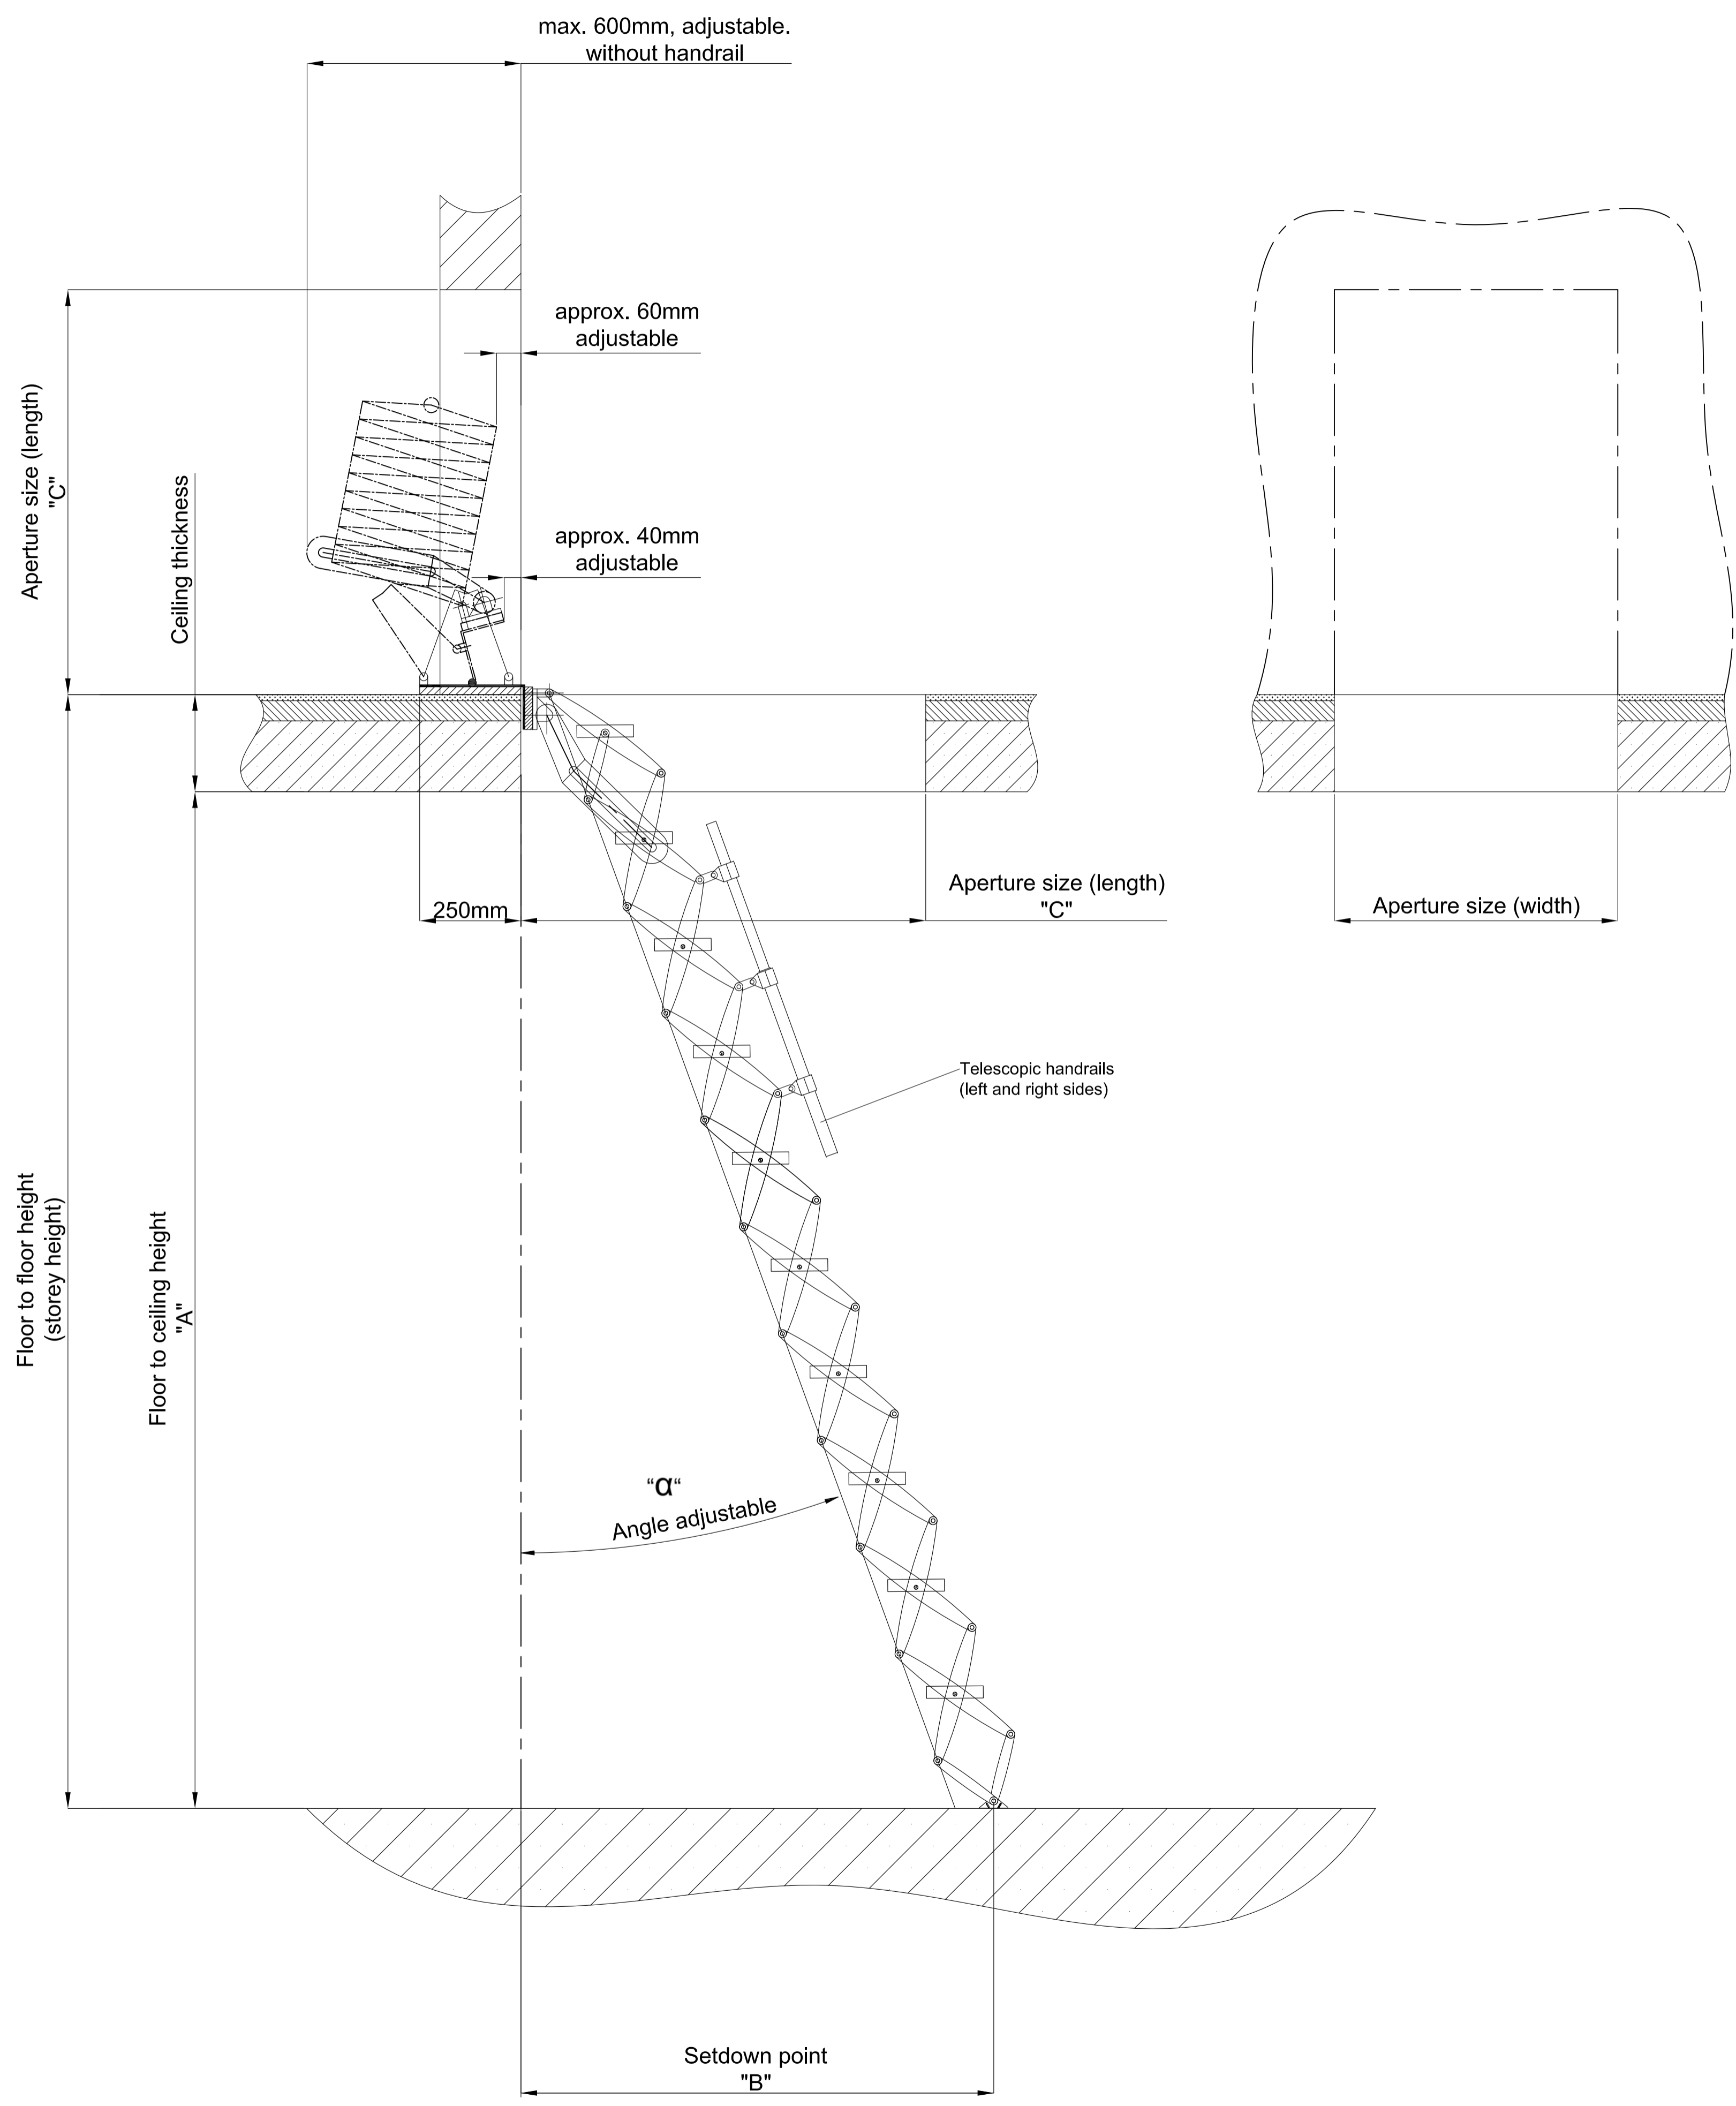 max. 600mm, adjustable.
without handrail
approx. 60mm
adjustable
Aperture size (length)
"C"
Ceiling thickness
approx. 40mm
adjustable
250mm
Aperture size (length)
"C"
Aperture size (width)
Telescopic handrails
(left and right sides)
Floor to floor height
(storey height)
Floor to ceiling height
"A"
“α“
Angle adjustable
Setdown point
"B"